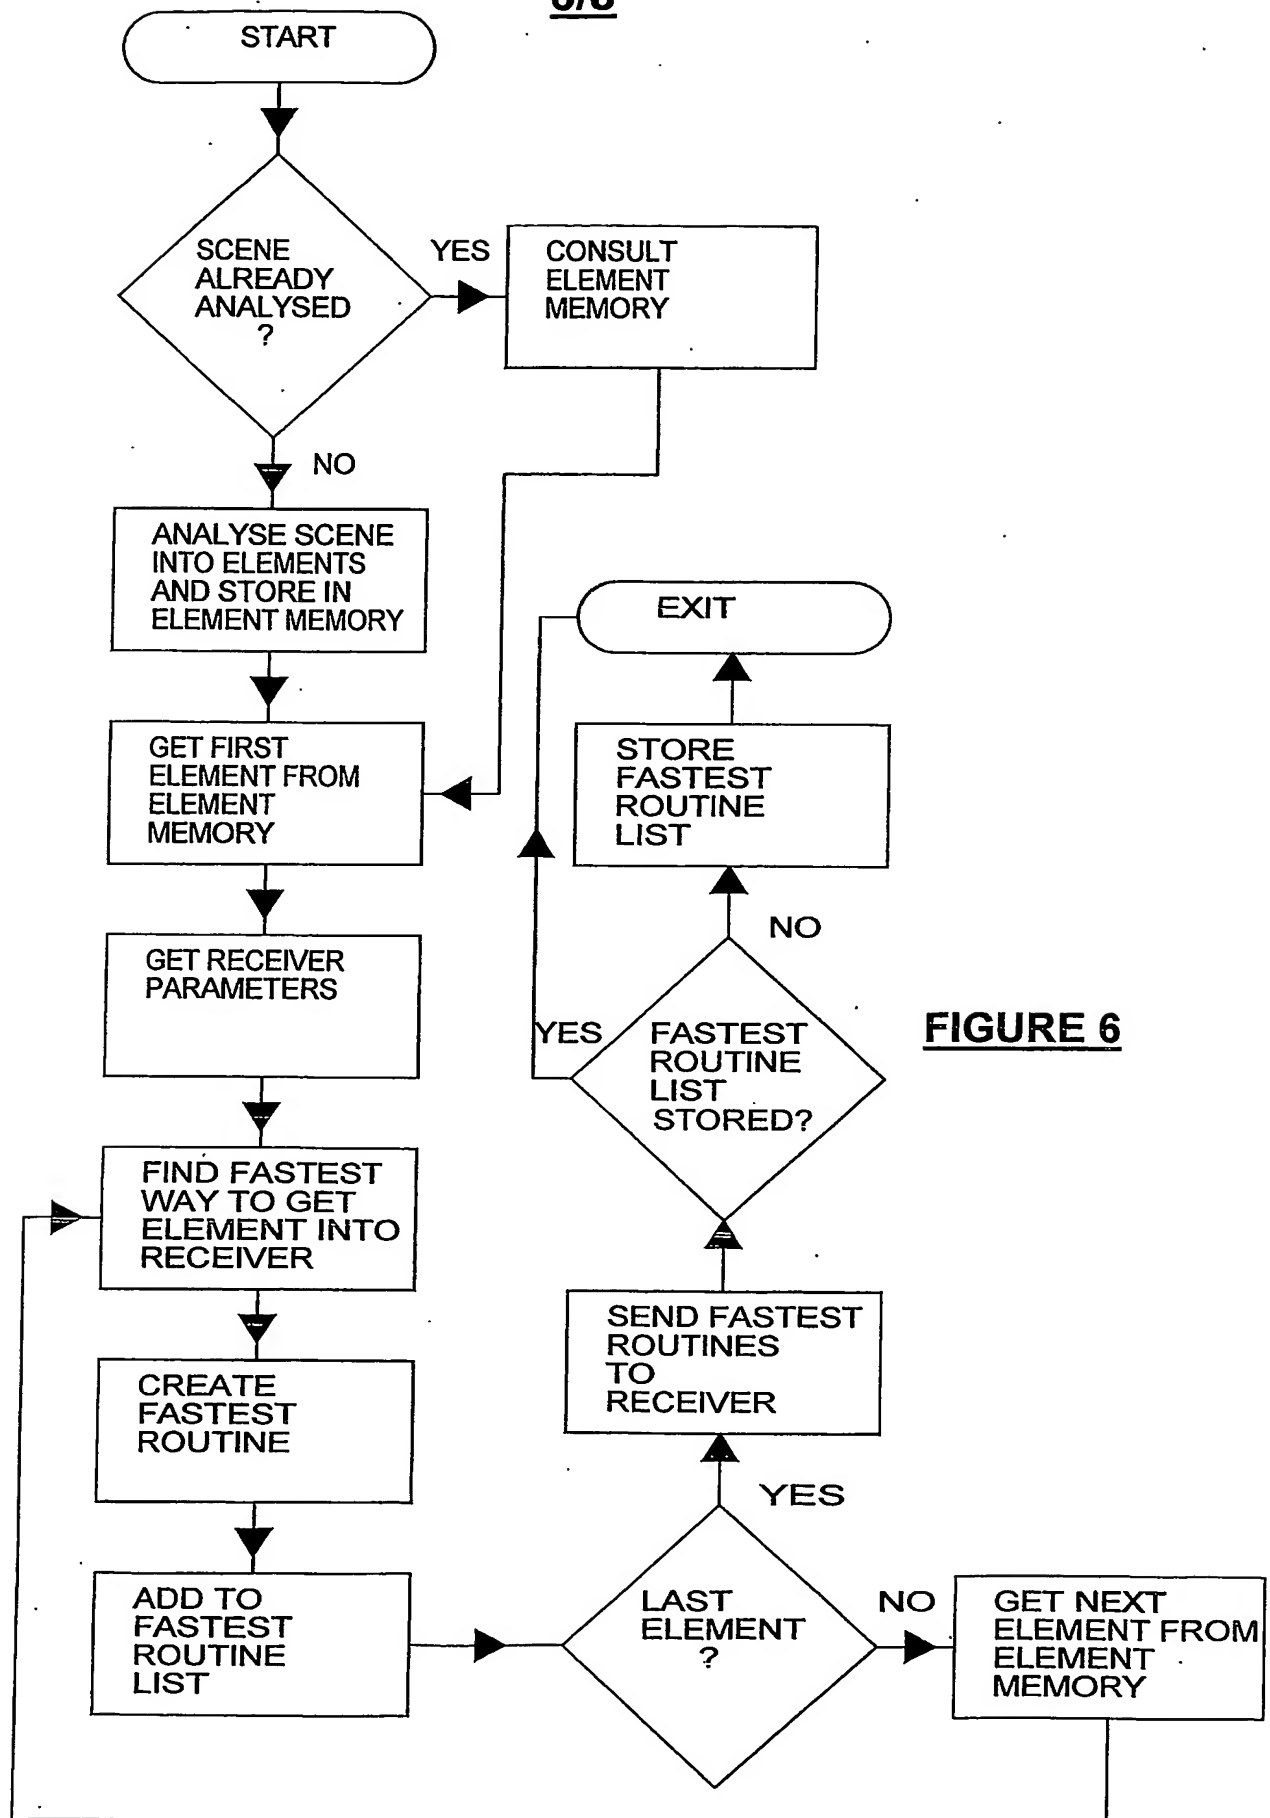 START
SCENE
ALREADY
ANALYSED
?
YES
CONSULT
ELEMENT
MEMORY
NO
ANALYSE SCENE
INTO ELEMENTS
AND STORE IN
ELEMENT MEMORY
GET FIRST
ELEMENT FROM
ELEMENT
MEMORY
GET RECEIVER
PARAMETERS
FIND FASTEST
WAY TO GET
ELEMENT INTO
RECEIVER
CREATE
FASTEST
ROUTINE
ADD TO
FASTEST
ROUTINE
LIST
LAST
ELEMENT
?
NO
GET NEXT
ELEMENT FROM
ELEMENT
MEMORY
YES
SEND FASTEST
ROUTINES
TO
RECEIVER
FASTEST
ROUTINE
LIST
STORED?
YES
NO
STORE
FASTEST
ROUTINE
LIST
EXIT
FIGURE 6